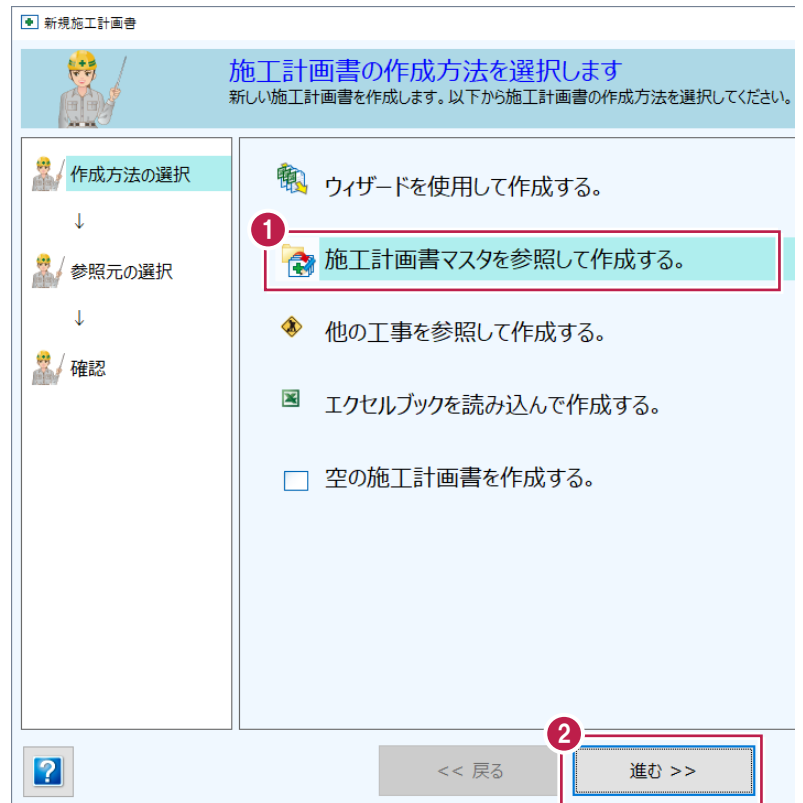 新規施工計画書
施工計画書の作成方法を選択します
新しい施工計画書を作成します。以下から施工計画書の作成方法を選択してください。
作成方法の選択
↓
参照元の選択
↓
確認
ウィザードを使用して作成する。
1
施工計画書マスタを参照して作成する。
他の工事を参照して作成する。
エクセルブックを読み込んで作成する。
空の施工計画書を作成する。
2
?
<< 戻る
進む >>